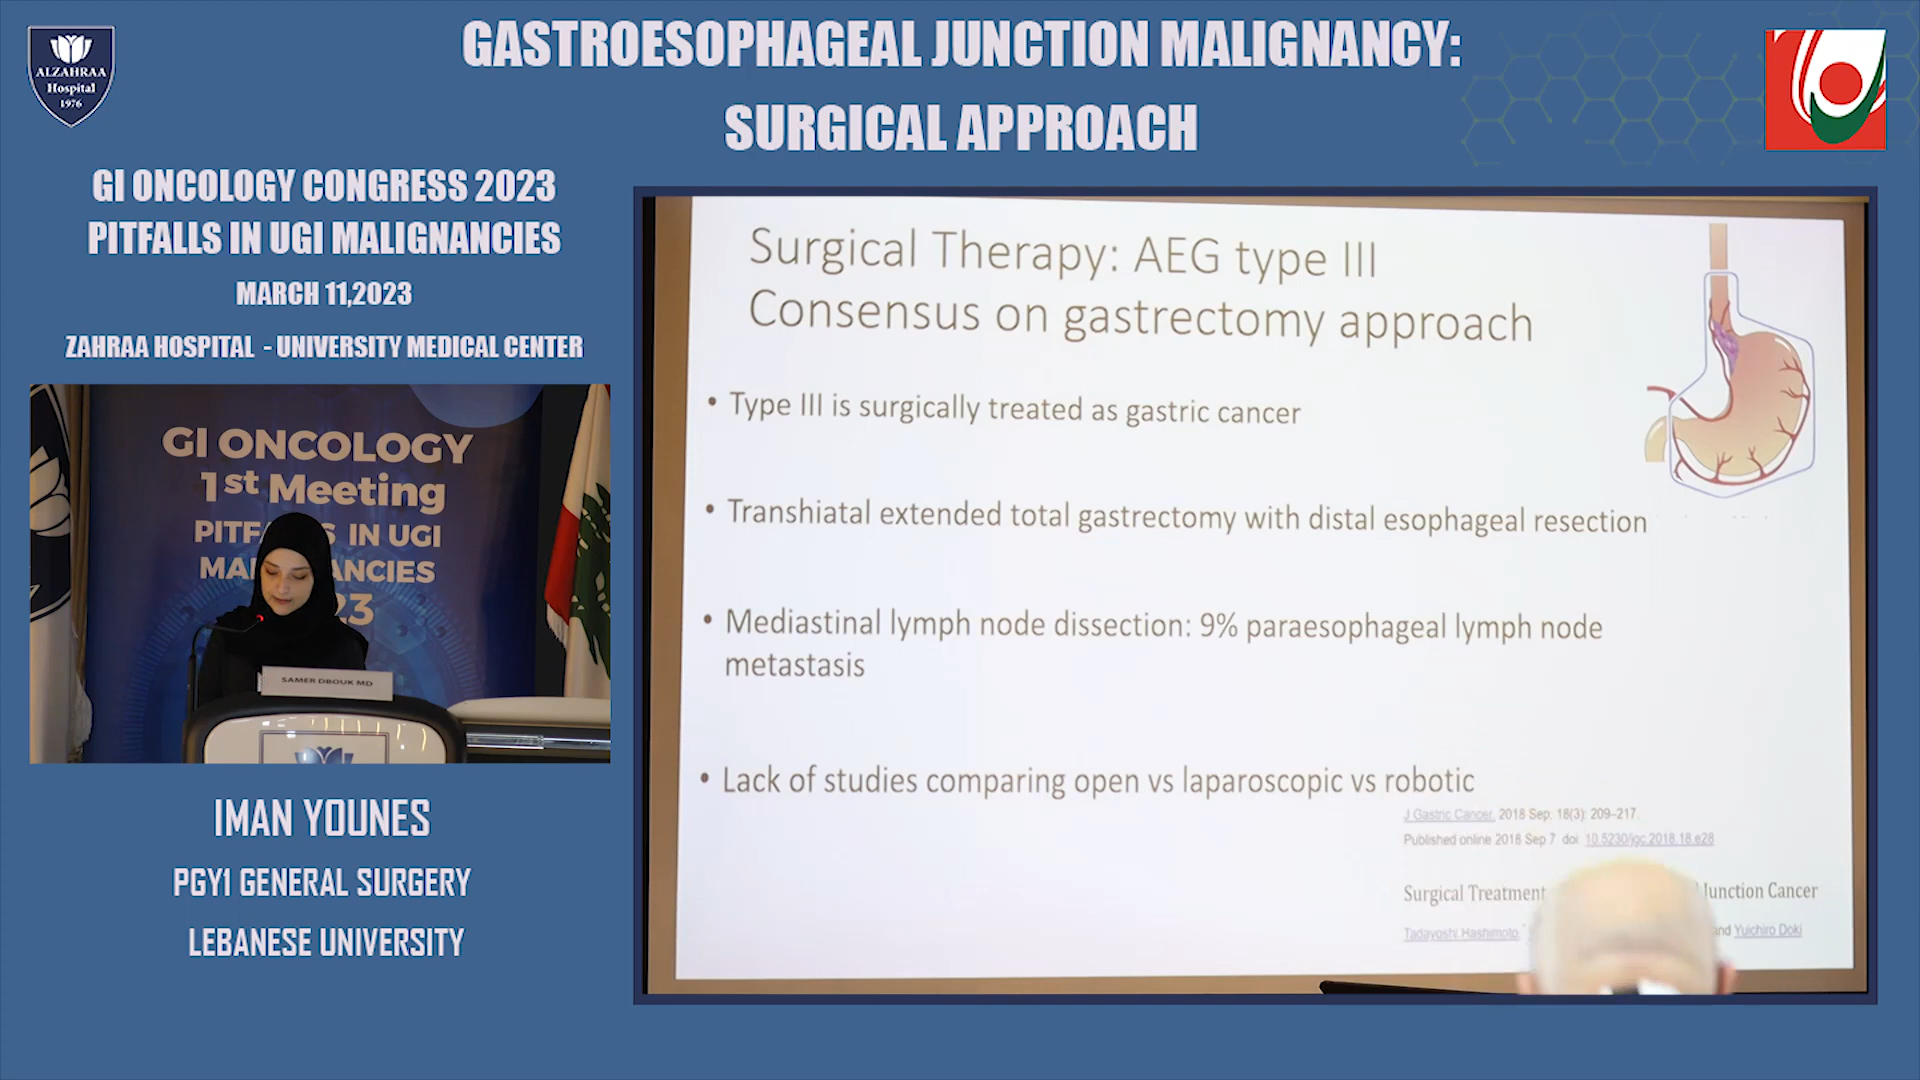 GASTROESOPHAGEAL JUNCTION MALIGNANCY:
SURGICAL APPROACH
ALZAHRAA
Hospital
1976
GI ONCOLOGY CONGRESS 2023
PITFALLS IN UGI MALIGNANCIES
MARCH 11,2023
ZAHRAA HOSPITAL - UNIVERSITY MEDICAL CENTER
GI ONCOLOGY
1st Meeting
IN UGI
SAMER DBOUK MD
IMAN YOUNES
PGY1 GENERAL SURGERY
LEBANESE UNIVERSITY
Surgical Therapy: AEG type III
Consensus on gastrectomy approach
• Type III is surgically treated as gastric cancer
• Transhiatal extended total gastrectomy with distal esophageal resection
• Mediastinal lymph node dissection: 9% paraesophageal lymph node
metastasis
• Lack of studies comparing open vs laparoscopic vs robotic
J Gastric Cancer. 2018 Sep; 18(3): 209–217.
Published online 2018 Sep 7 doi: 10.5230/jgc.2018.18.e28
Surgical Treatment Junction Cancer
Tadayoshi Hashimoto and Yuichiro Doki